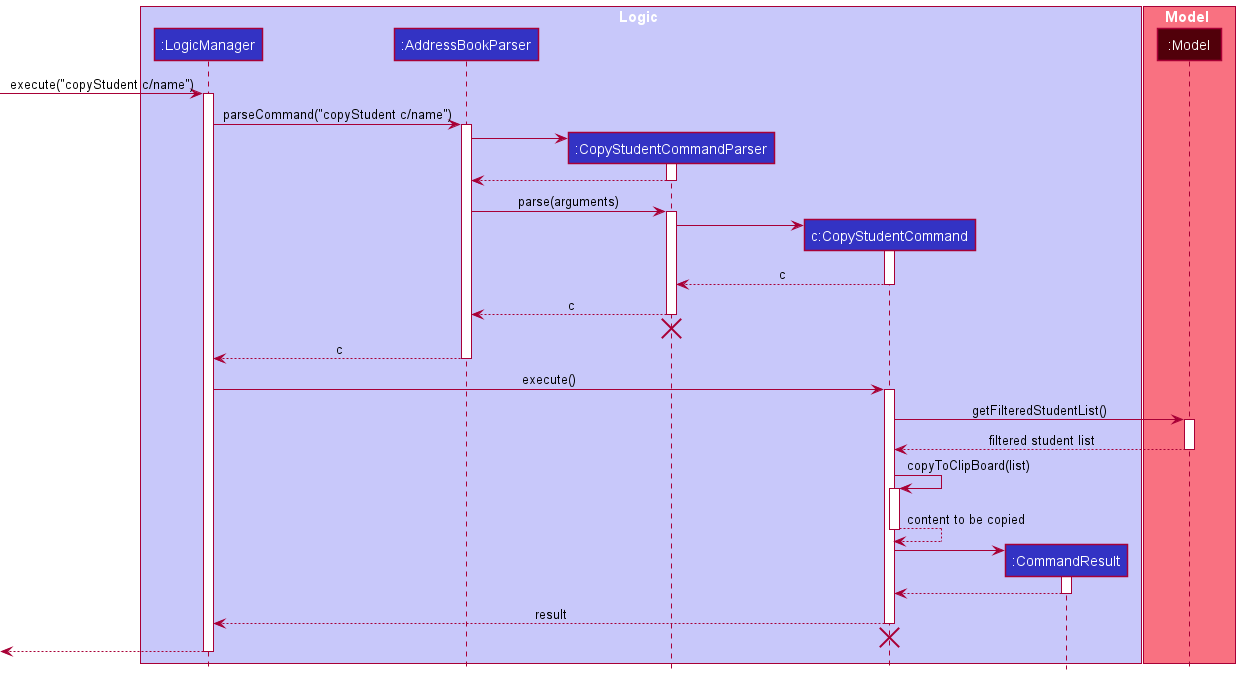 Logic
Model
:LogicManager
:AddressBookParser
:Model
execute("copyStudent c/name")
parseCommand("copyStudent c/name")
:CopyStudentCommandParser
parse(arguments)
c:CopyStudentCommand
c
c
c
execute()
getFilteredStudentList()
filtered student list
copyToClipBoard(list)
content to be copied
:CommandResult
result